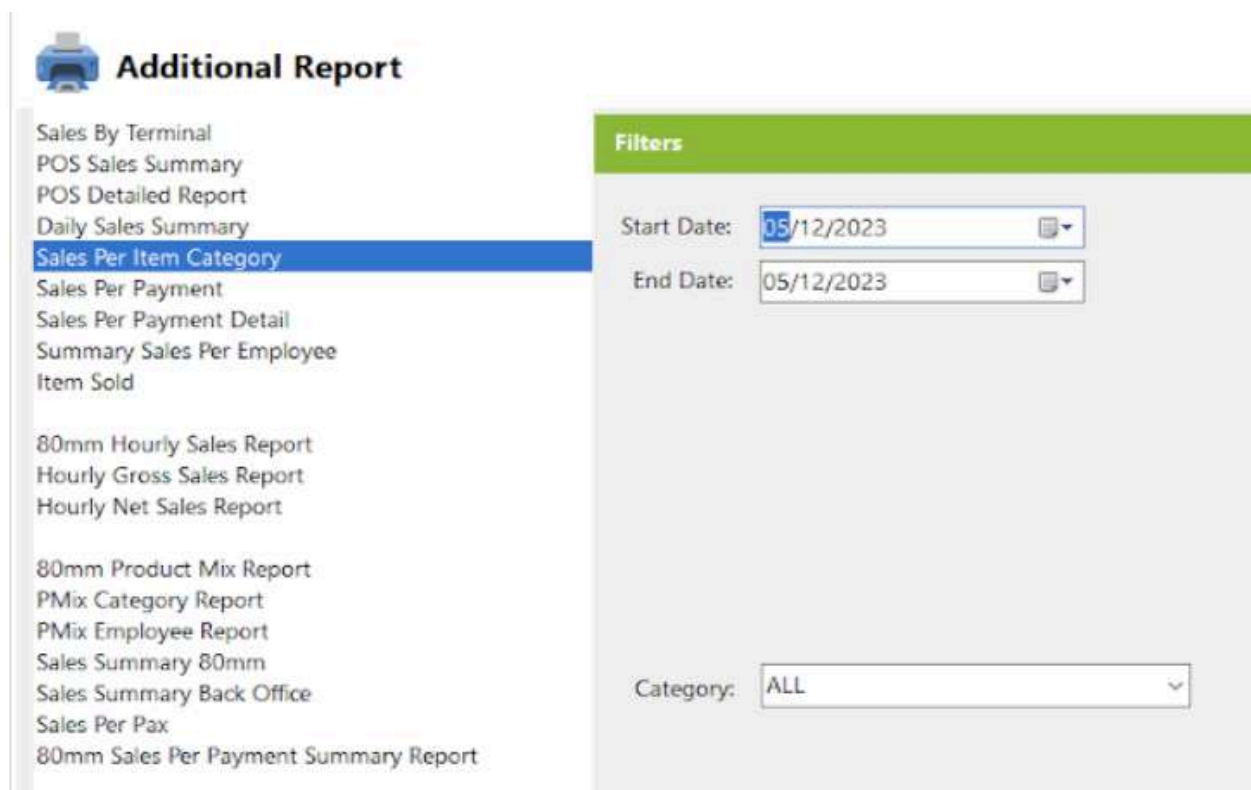 Additional Report
Sales By Terminal
POS Sales Summary
POS Detailed Report
Daily Sales Summary
Sales Per Item Category
Sales Per Payment
Sales Per Payment Detail
Summary Sales Per Employee
Item Sold
80mm Hourly Sales Report
Hourly Gross Sales Report
Hourly Net Sales Report
80mm Product Mix Report
PMix Category Report
PMix Employee Report
Sales Summary 80mm
Sales Summary Back Office
Sales Per Pax
80mm Sales Per Payment Summary Report
Filters
Start Date: 05/12/2023
End Date: 05/12/2023
Category: ALL